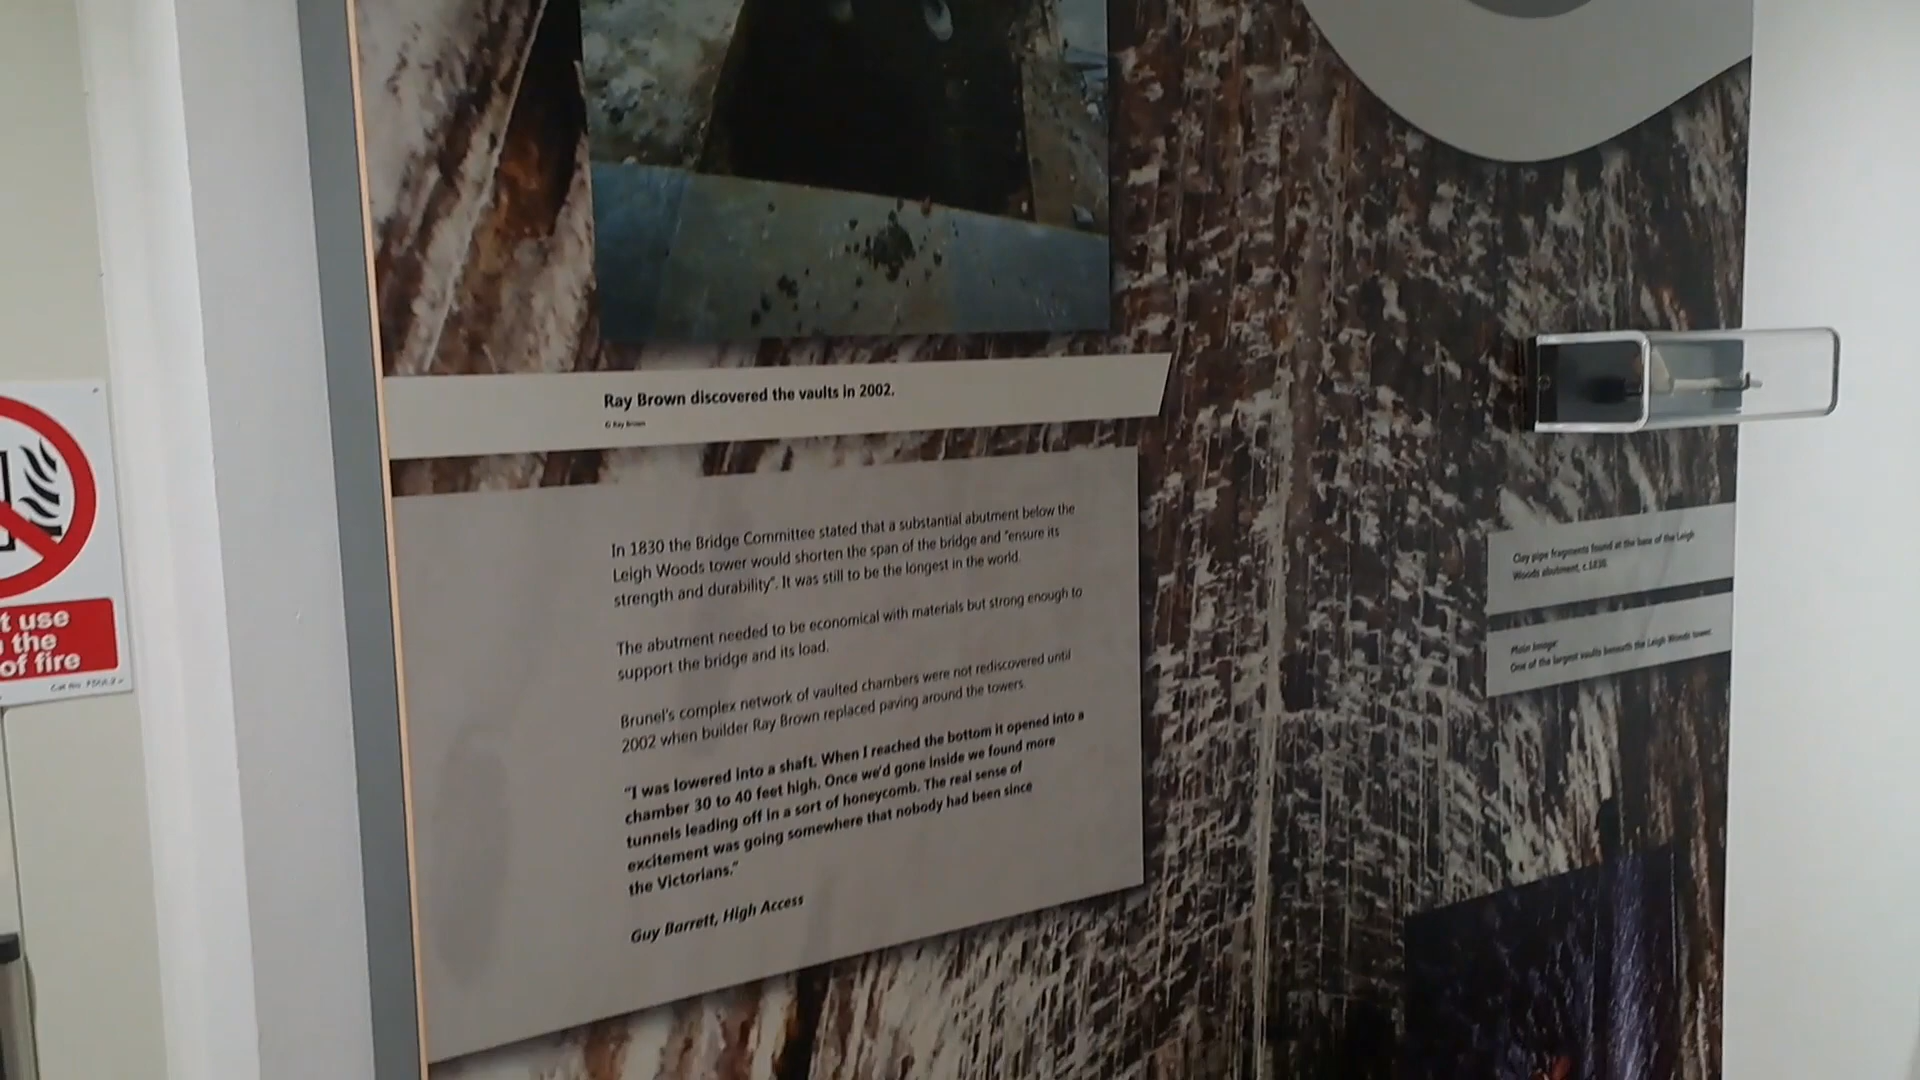 Ray Brown discovered the vaults in 2002.
© Ray Brown
In 1830 the Bridge Committee stated that a substantial abutment below the
Leigh Woods tower would shorten the span of the bridge and "ensure its
strength and durability". It was still to be the longest in the world.
The abutment needed to be economical with materials but strong enough to
support the bridge and its load.
Brunel's complex network of vaulted chambers were not rediscovered until
2002 when builder Ray Brown replaced paving around the towers.
"I was lowered into a shaft. When I reached the bottom it opened into a
chamber 30 to 40 feet high. Once we'd gone inside we found more
tunnels leading off in a sort of honeycomb. The real sense of
excitement was going somewhere that nobody had been since
the Victorians."
Guy Barrett, High Access
Clay pipe fragments found at the base of the Leigh
Woods abutment, c.1830.
Main image:
One of the largest vaults beneath the Leigh Woods tower.
t use
the
of fire